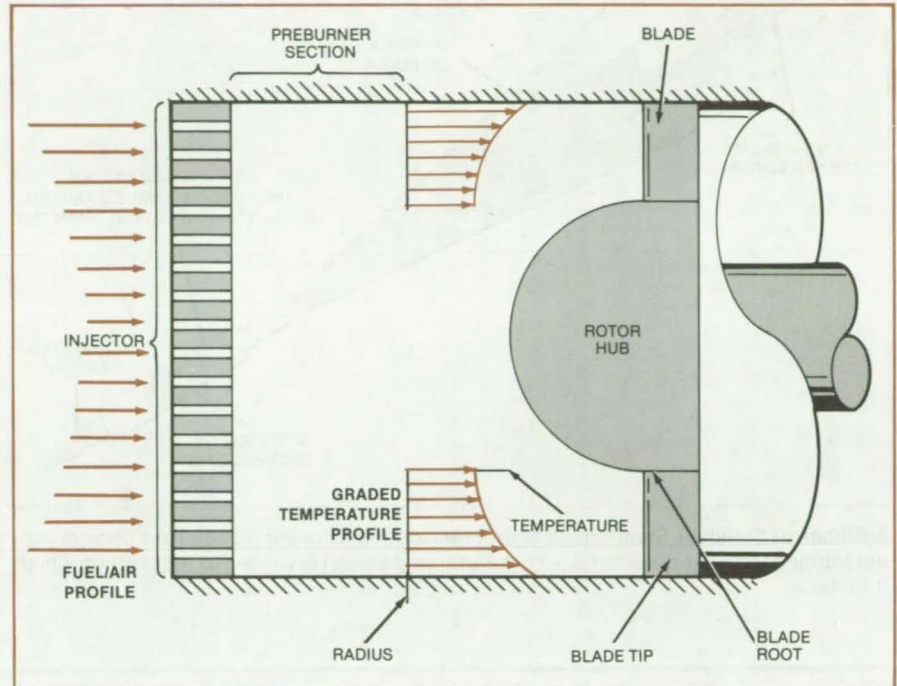 PREBURNER
SECTION
BLADE
INJECTOR
ROTOR
HUB
GRADED
TEMPERATURE
PROFILE
TEMPERATURE
FUEL/AIR
PROFILE
RADIUS
BLADE TIP
BLADE
ROOT